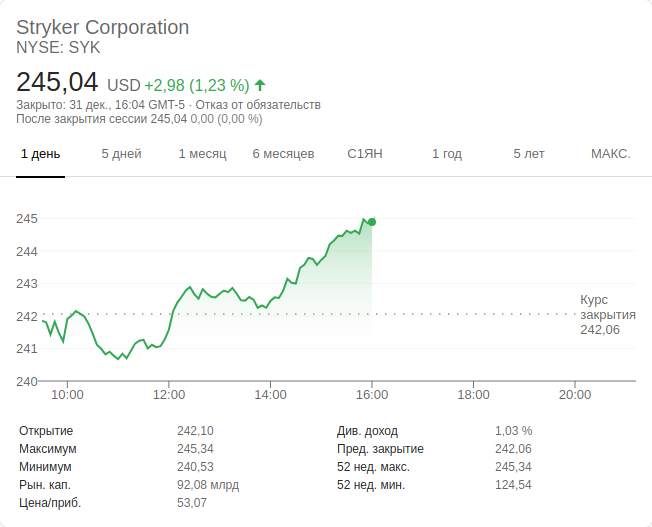 Stryker Corporation
NYSE: SYK
245,04 USD +2,98 (1,23 %)
Закрыто: 31 дек., 16:04 GMT-5 · Отказ от обязательств
После закрытия сессии 245,04 0,00 (0,00 %)
1 день 5 дней 1 месяц 6 месяцев С1ЯН 1 год 5 лет МАКС.
245
244
243
242
241
240
Курс
закрытия
242,06
10:00 12:00 14:00 16:00 18:00 20:00
Открытие 242,10 Див. доход 1,03 %
Максимум 245,34 Пред. закрытие 242,06
Минимум 240,53 52 нед. макс. 245,34
Рын. кап. 92,08 млрд 52 нед. мин. 124,54
Цена/приб. 53,07